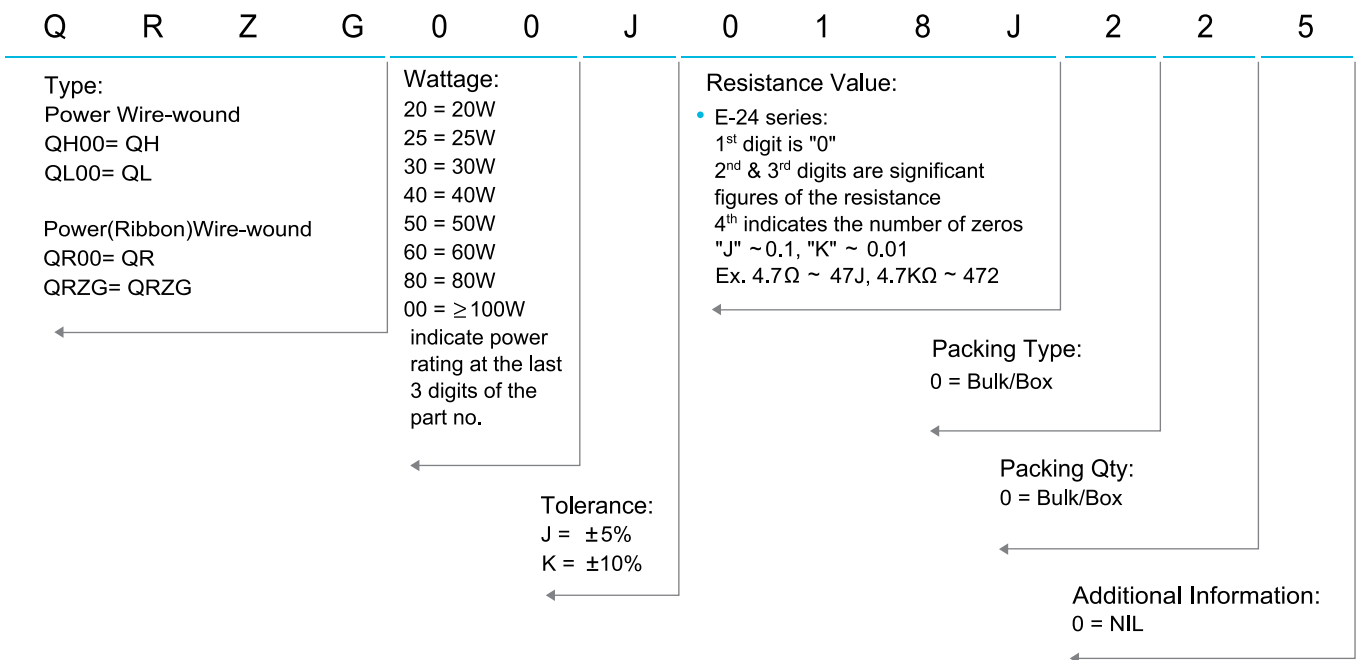 Q R Z G 0 0 J 0 1 8 J 2 2 5
Type:
Power Wire-wound
QH00= QH
QL00= QL
Power(Ribbon)Wire-wound
QR00= QR
QRZG= QRZG
Wattage:
20 = 20W
25 = 25W
30 = 30W
40 = 40W
50 = 50W
60 = 60W
80 = 80W
00 = ≥100W
indicate power
rating at the last
3 digits of the
part no.
Tolerance:
J = ±5%
K = ±10%
Resistance Value:
• E-24 series:
1st digit is "0"
2nd & 3rd digits are significant
figures of the resistance
4th indicates the number of zeros
"J" ~0.1, "K" ~ 0.01
Ex. 4.7Ω ~ 47J, 4.7KΩ ~ 472
Packing Type:
0 = Bulk/Box
Packing Qty:
0 = Bulk/Box
Additional Information:
0 = NIL